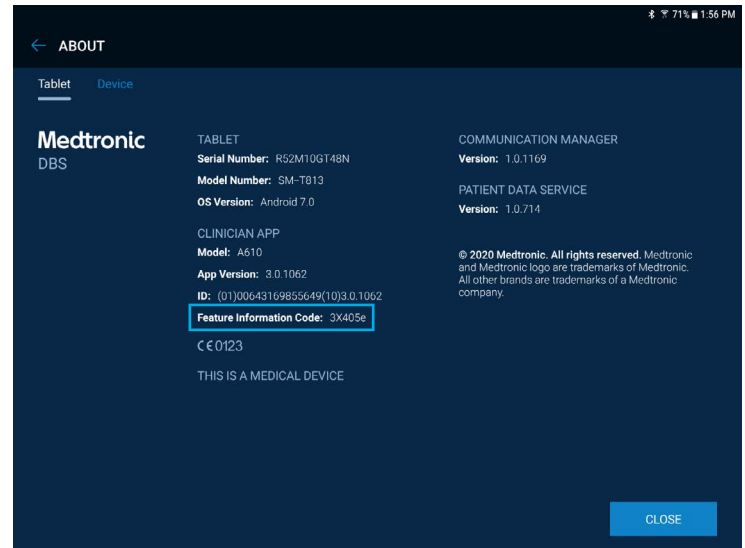 71% 1:56 PM
ABOUT
Tablet Device
Medtronic
DBS
TABLET
Serial Number: R52M10GT48N
Model Number: SM-T813
OS Version: Android 7.0
CLINICIAN APP
Model: A610
App Version: 3.0.1062
ID: (01)00643169855649(10)3.0.1062
Feature Information Code: 3X405e
CE0123
THIS IS A MEDICAL DEVICE
COMMUNICATION MANAGER
Version: 1.0.1169
PATIENT DATA SERVICE
Version: 1.0.714
© 2020 Medtronic. All rights reserved. Medtronic
and Medtronic logo are trademarks of Medtronic.
All other brands are trademarks of a Medtronic
company.
CLOSE